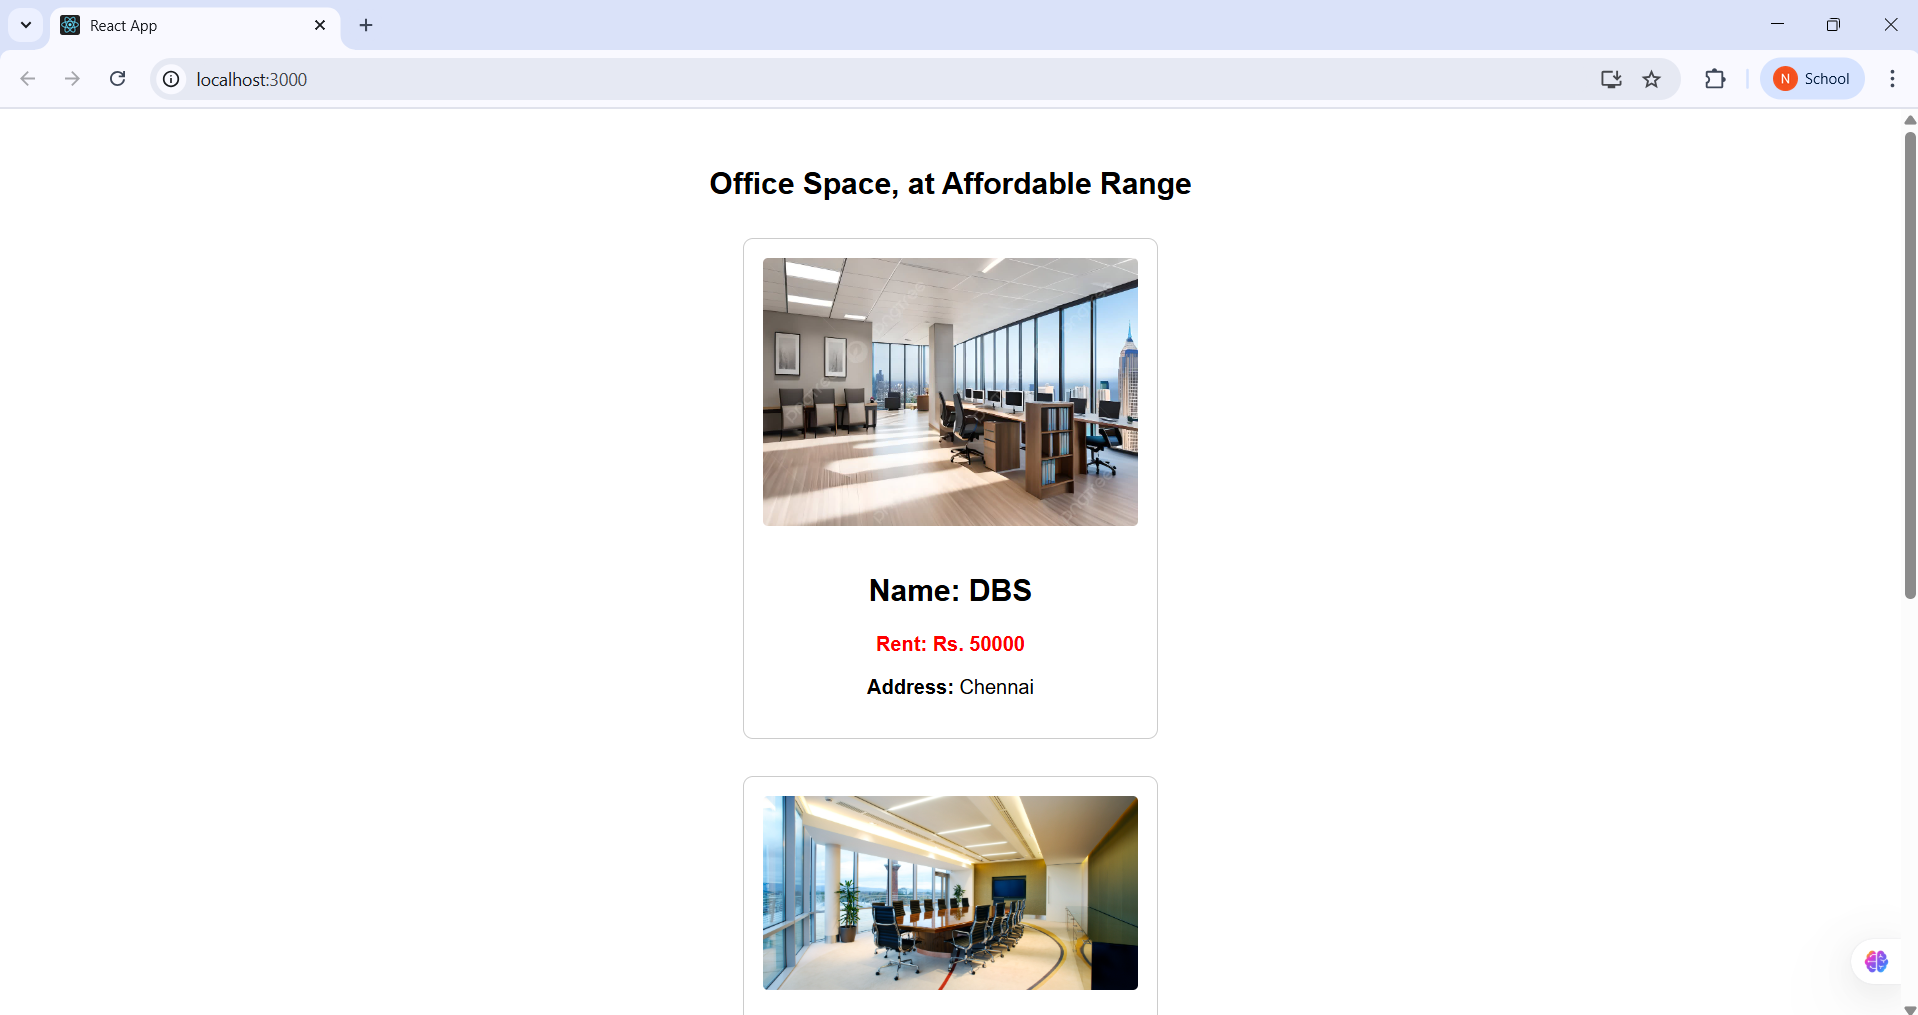 React App
localhost:3000
N School
Office Space, at Affordable Range
Name: DBS
Rent: Rs. 50000
Address: Chennai